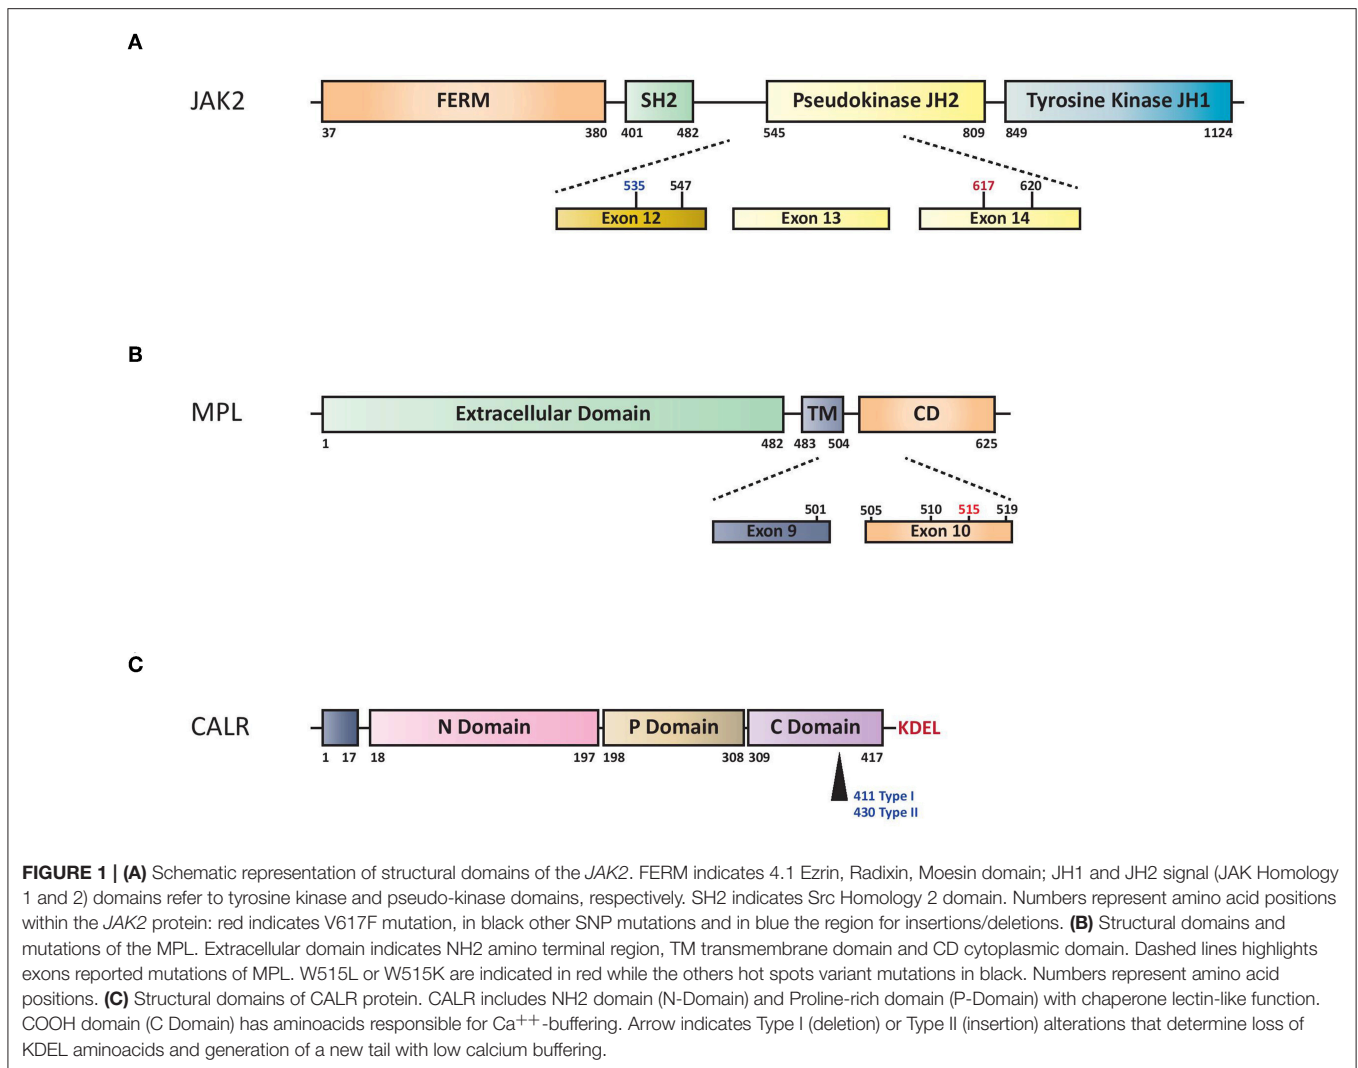 A
JAK2
FERM
SH2
Pseudokinase JH2
Tyrosine Kinase JH1
37 380 401 482 545 809 849 1124
535 547 617 620
Exon 12 Exon 13 Exon 14
B
MPL
Extracellular Domain
TM
CD
1 482 483 504 625
501 505 510 515 519
Exon 9 Exon 10
C
CALR
N Domain
P Domain
C Domain
KDEL
1 17 18 197 198 308 309 417
411 Type I
430 Type II
FIGURE 1 | (A) Schematic representation of structural domains of the JAK2. FERM indicates 4.1 Ezrin, Radixin, Moesin domain; JH1 and JH2 signal (JAK Homology
1 and 2) domains refer to tyrosine kinase and pseudo-kinase domains, respectively. SH2 indicates Src Homology 2 domain. Numbers represent amino acid positions
within the JAK2 protein: red indicates V617F mutation, in black other SNP mutations and in blue the region for insertions/deletions. (B) Structural domains and
mutations of the MPL. Extracellular domain indicates NH2 amino terminal region, TM transmembrane domain and CD cytoplasmic domain. Dashed lines highlights
exons reported mutations of MPL. W515L or W515K are indicated in red while the others hot spots variant mutations in black. Numbers represent amino acid
positions. (C) Structural domains of CALR protein. CALR includes NH2 domain (N-Domain) and Proline-rich domain (P-Domain) with chaperone lectin-like function.
COOH domain (C Domain) has aminoacids responsible for Ca++-buffering. Arrow indicates Type I (deletion) or Type II (insertion) alterations that determine loss of
KDEL aminoacids and generation of a new tail with low calcium buffering.